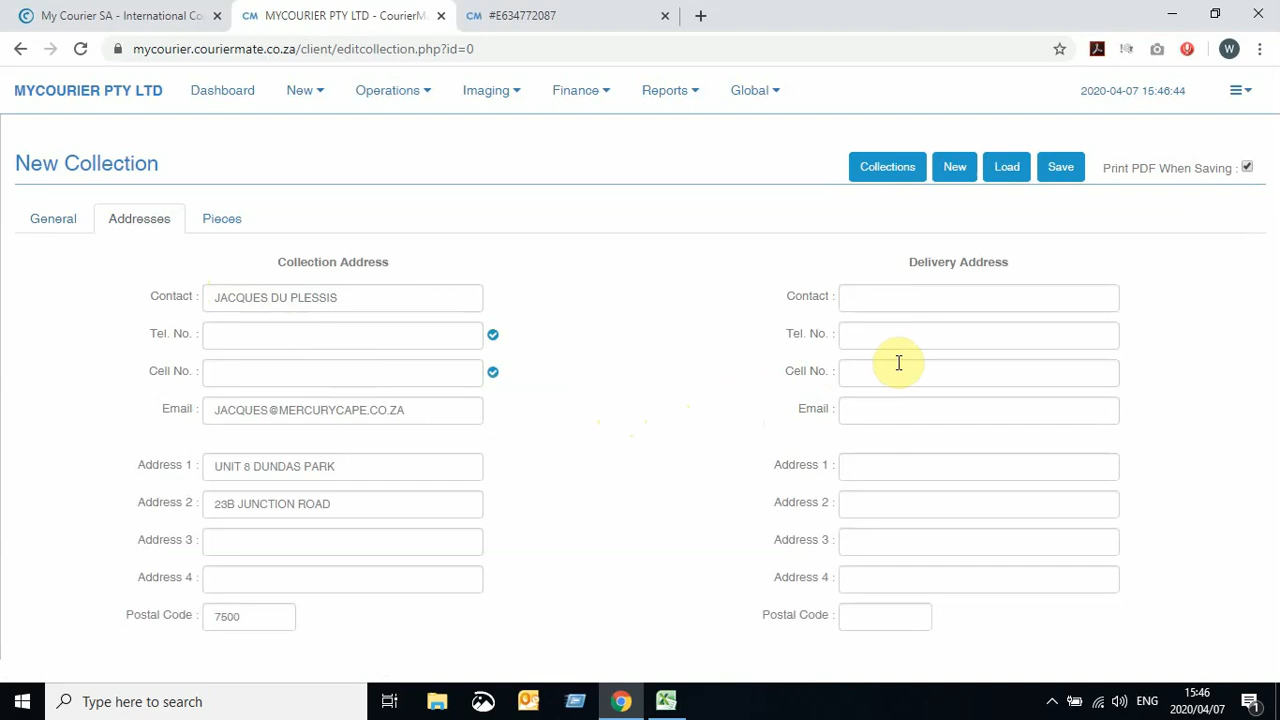 My Courier SA - International Co
MYCOURIER PTY LTD - CourierM
#E634772087
mycourier.couriermate.co.za/client/editcollection.php?id=0
MYCOURIER PTY LTD Dashboard New Operations Imaging Finance Reports Global 2020-04-07 15:46:44
New Collection
Collections New Load Save Print PDF When Saving :
General Addresses Pieces
Collection Address Delivery Address
Contact : JACQUES DU PLESSIS Contact :
Tel. No. : Tel. No. :
Cell No. : Cell No. :
Email : JACQUES@MERCURYCAPE.CO.ZA Email :
Address 1 : UNIT 8 DUNDAS PARK Address 1 :
Address 2 : 23B JUNCTION ROAD Address 2 :
Address 3 : Address 3 :
Address 4 : Address 4 :
Postal Code : 7500 Postal Code :
Type here to search
ENG
15:46
2020/04/07